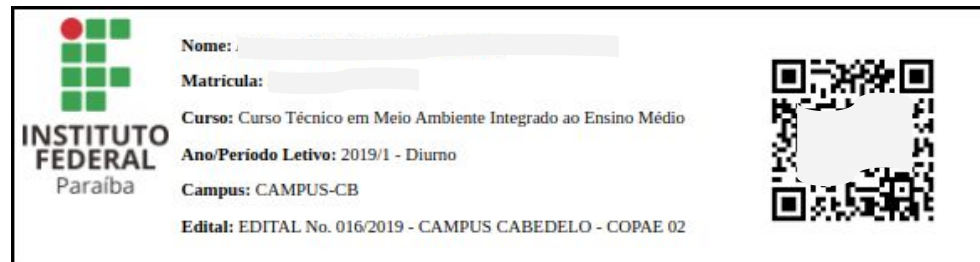 INSTITUTO
FEDERAL
Paraíba
Nome:
Matrícula:
Curso: Curso Técnico em Meio Ambiente Integrado ao Ensino Médio
Ano/Período Letivo: 2019/1 - Diurno
Campus: CAMPUS-CB
Edital: EDITAL No. 016/2019 - CAMPUS CABEDELO - COPAE 02